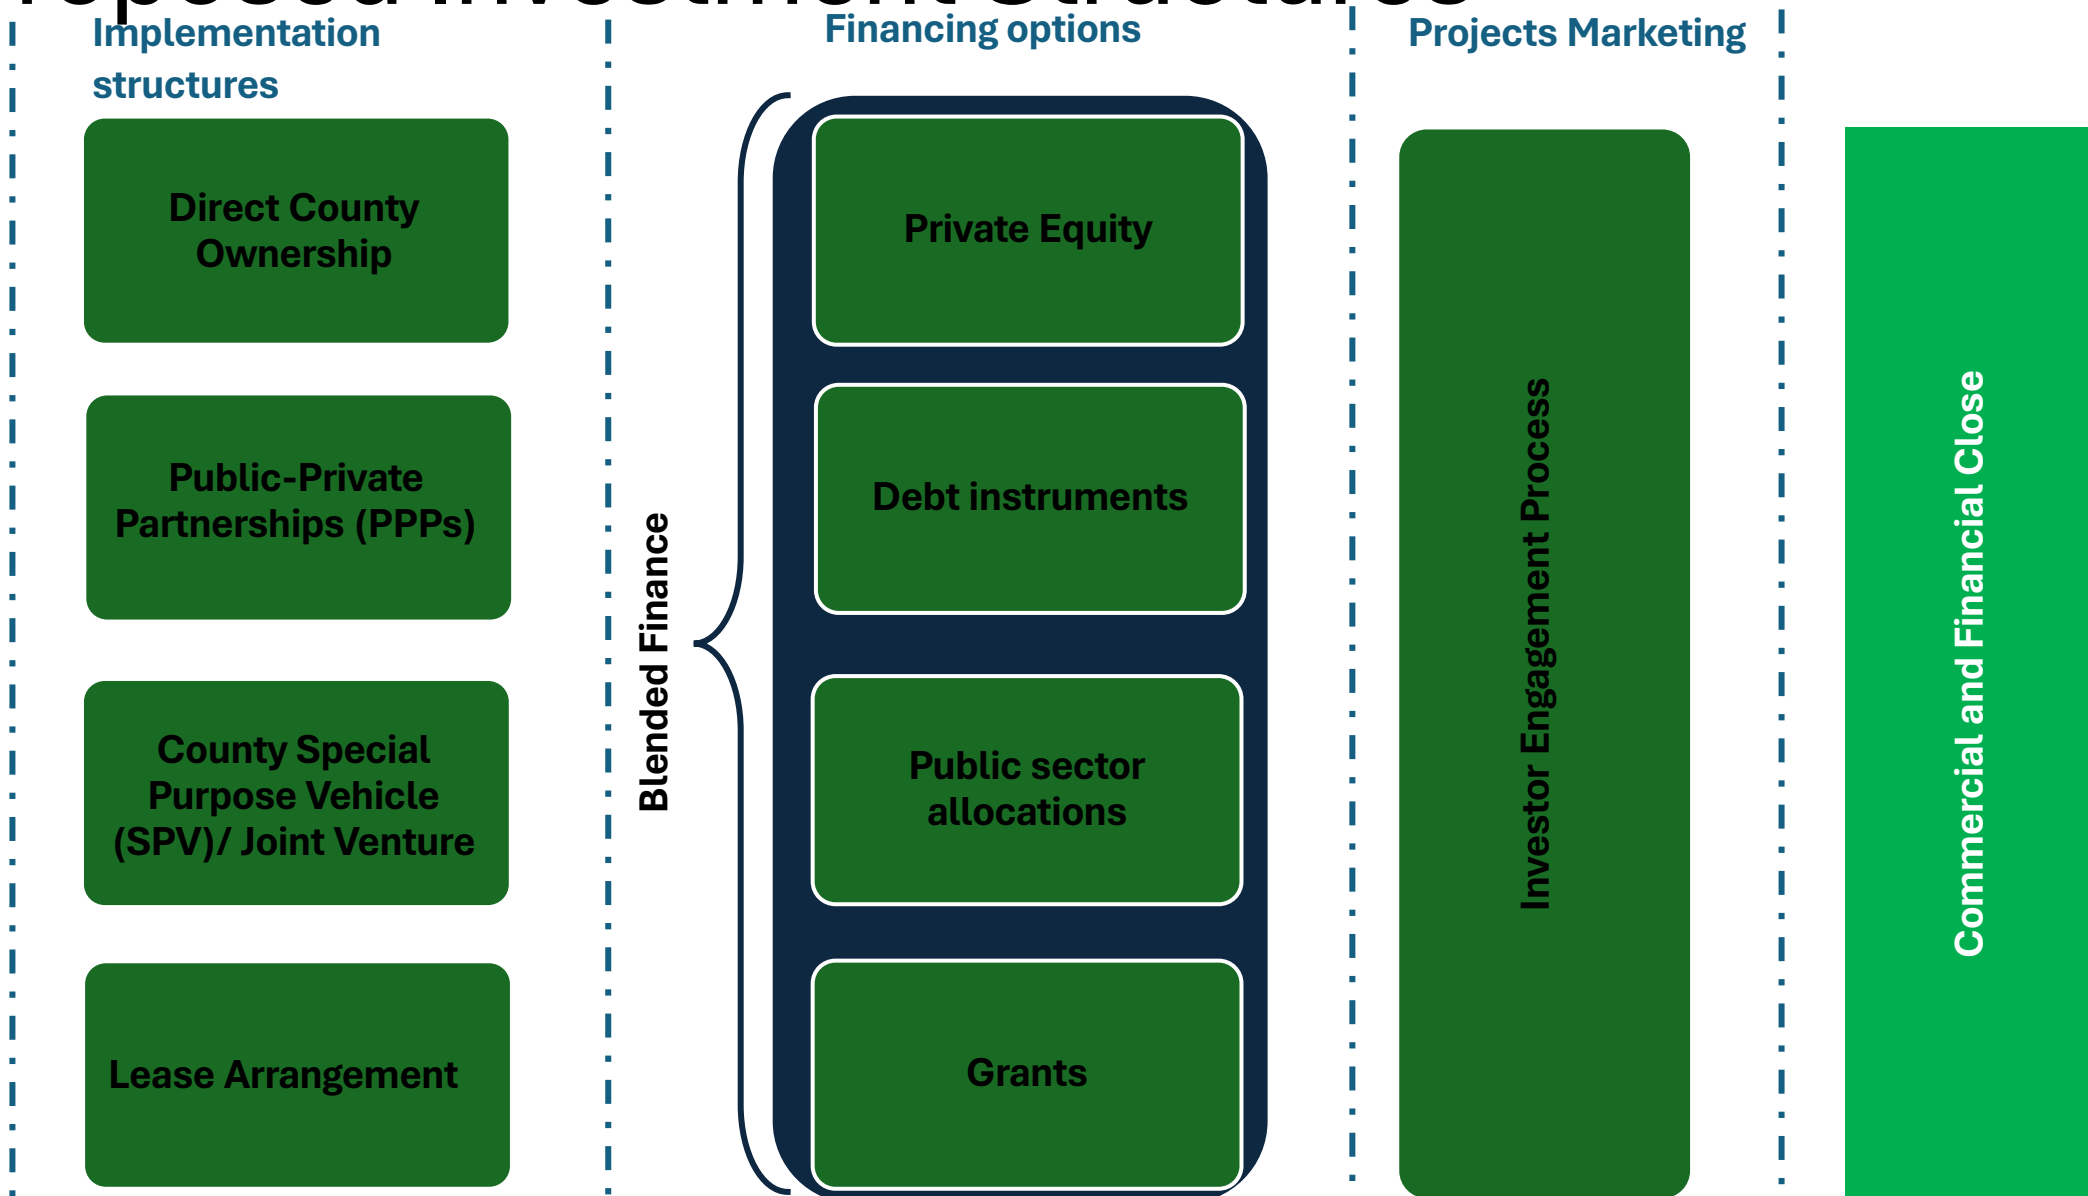 Investment Structures
Implementation
structures
Direct County
Ownership
Public-Private
Partnerships (PPPs)
County Special
Purpose Vehicle
(SPV)/ Joint Venture
Lease Arrangement
Financing options
Blended Finance
Private Equity
Debt instruments
Public sector
allocations
Grants
Projects Marketing
Investor Engagement Process
Commercial and Financial Close